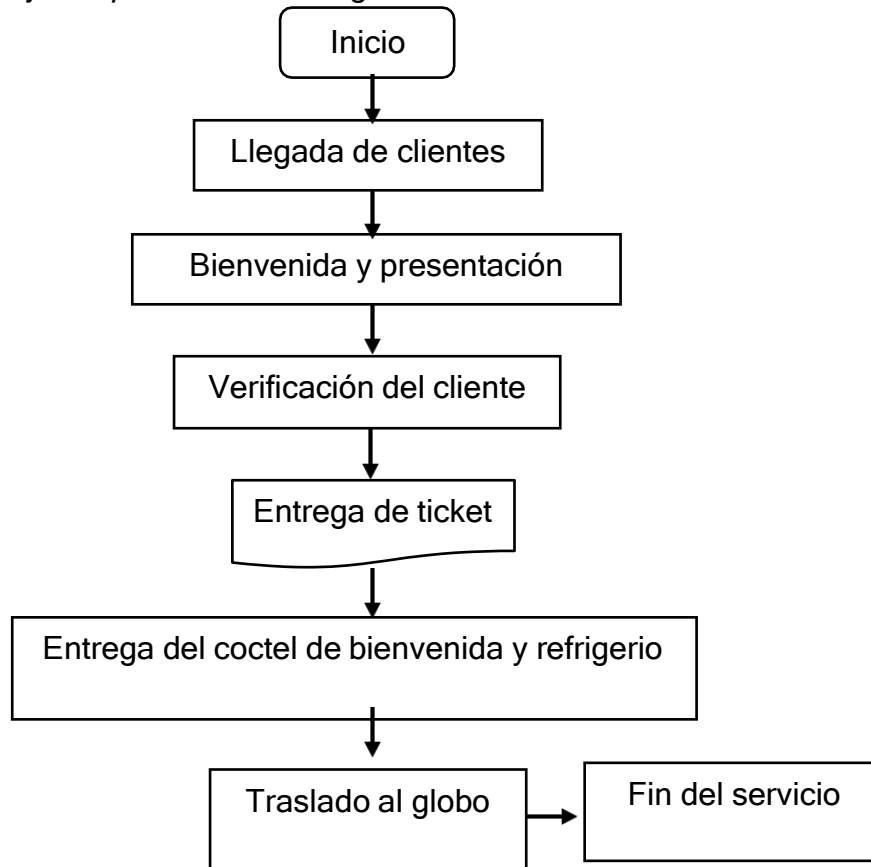 Inicio
Llegada de clientes
Bienvenida y presentación
Verificación del cliente
Entrega de ticket
Entrega del coctel de bienvenida y refrigerio
Traslado al globo
Fin del servicio